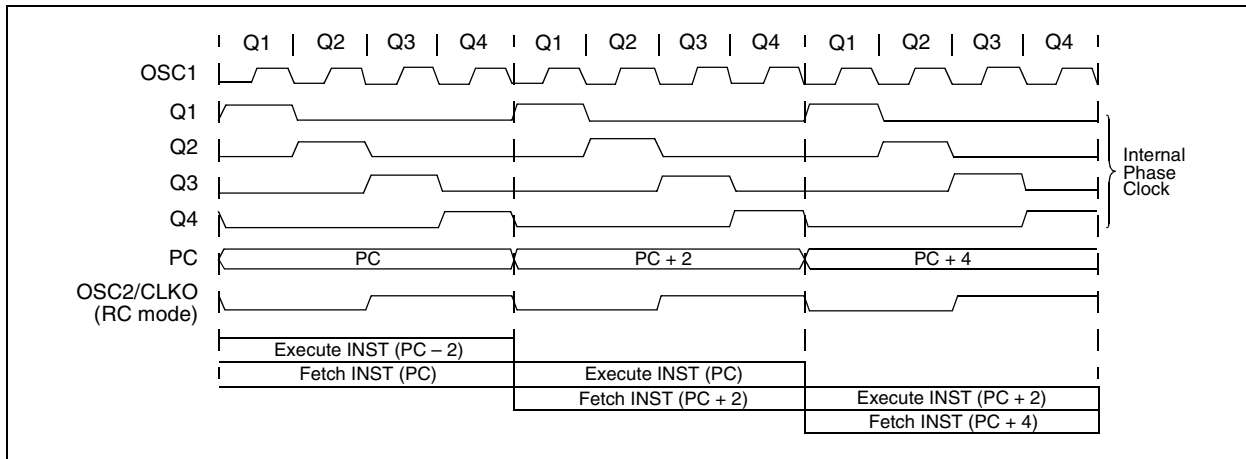 Q1 Q2 Q3 Q4 Q1 Q2 Q3 Q4 Q1 Q2 Q3 Q4
OSC1
Q1
Q2
Q3
Q4
Internal
Phase
Clock
PC
PC PC + 2 PC + 4
OSC2/CLKO
(RC mode)
Execute INST (PC – 2)
Fetch INST (PC) Execute INST (PC)
Fetch INST (PC + 2) Execute INST (PC + 2)
Fetch INST (PC + 4)